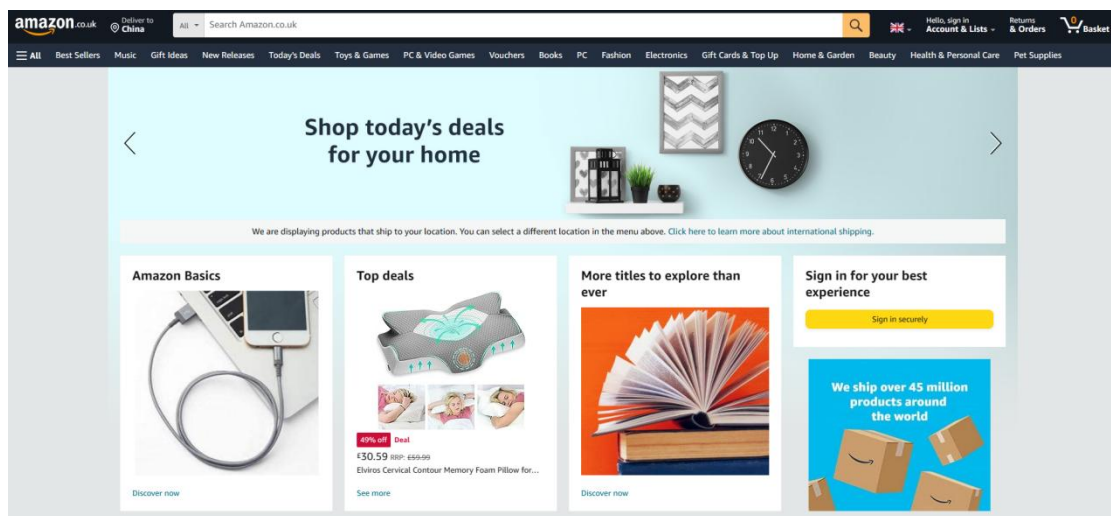 amazon.co.uk
Deliver to
China
All
Search Amazon.co.uk
Hello, sign in
Account & Lists
Returns
& Orders
0
Basket
All Best Sellers Music Gift Ideas New Releases Today's Deals Toys & Games PC & Video Games Vouchers Books PC Fashion Electronics Gift Cards & Top Up Home & Garden Beauty Health & Personal Care Pet Supplies
Shop today's deals
for your home
We are displaying products that ship to your location. You can select a different location in the menu above. Click here to learn more about international shipping.
Amazon Basics
Discover now
Top deals
49% off Deal
£30.59 RRP: £59.99
Elviros Cervical Contour Memory Foam Pillow for...
See more
More titles to explore than
ever
Discover now
Sign in for your best
experience
Sign in securely
We ship over 45 million
products around
the world